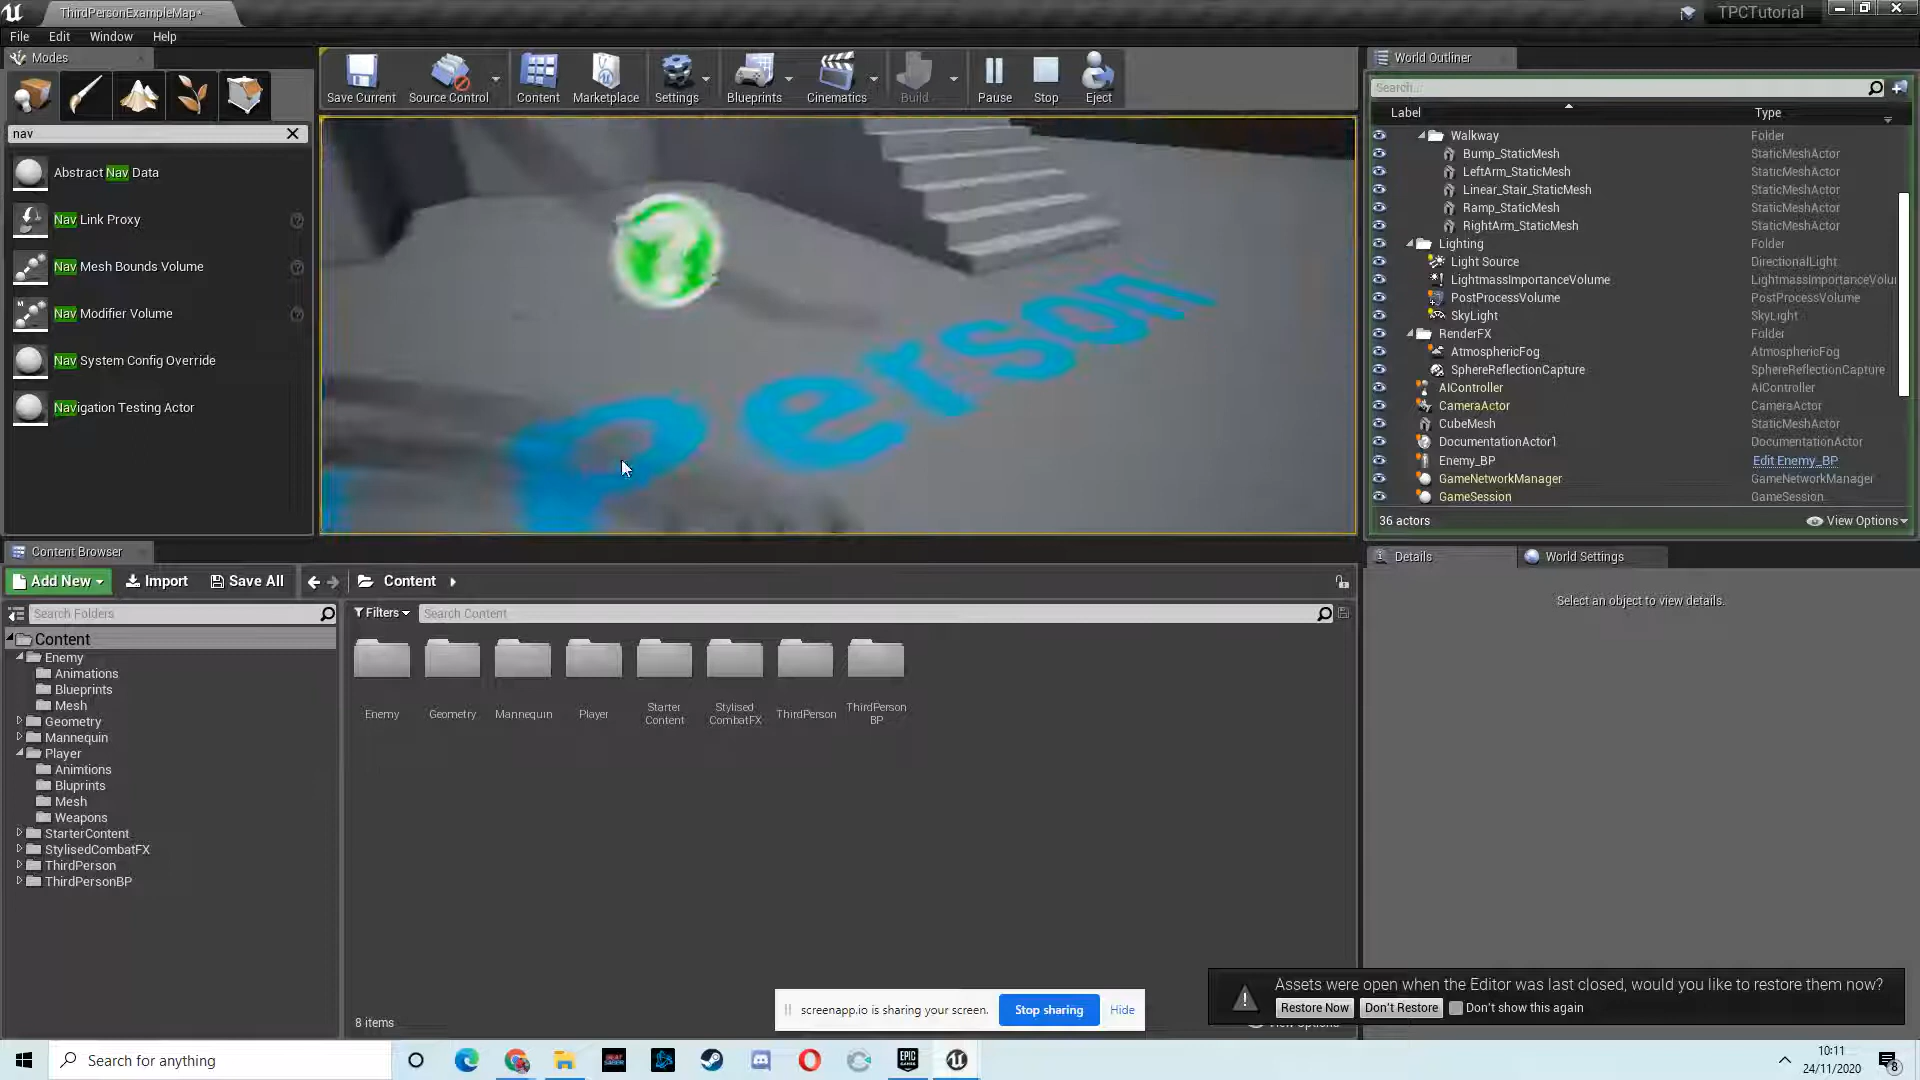 ThirdPersonExampleMap*
TPCTutorial
File Edit Window Help
Modes
Save Current Source Control Content Marketplace Settings Blueprints Cinematics Build Pause Stop Eject
nav
Abstract Nav Data
Nav Link Proxy
Nav Mesh Bounds Volume
Nav Modifier Volume
Nav System Config Override
Navigation Testing Actor
Person
World Outliner
Search...
Label Type
Walkway Folder
Bump_StaticMesh StaticMeshActor
LeftArm_StaticMesh StaticMeshActor
Linear_Stair_StaticMesh StaticMeshActor
Ramp_StaticMesh StaticMeshActor
RightArm_StaticMesh StaticMeshActor
Lighting Folder
Light Source DirectionalLight
LightmassImportanceVolume LightmassImportanceVolu
PostProcessVolume PostProcessVolume
SkyLight SkyLight
RenderFX Folder
AtmosphericFog AtmosphericFog
SphereReflectionCapture SphereReflectionCapture
AIController AIController
CameraActor CameraActor
CubeMesh StaticMeshActor
DocumentationActor1 DocumentationActor
Enemy_BP Edit Enemy_BP
GameNetworkManager GameNetworkManager
GameSession GameSession
36 actors View Options
Details World Settings
Select an object to view details.
Content Browser
Add New Import Save All Content
Search Folders
Filters Search Content
Content
Enemy
Animations
Blueprints
Mesh
Geometry
Mannequin
Player
Animtions
Bluprints
Mesh
Weapons
StarterContent
StylisedCombatFX
ThirdPerson
ThirdPersonBP
Enemy Geometry Mannequin Player Starter Content Stylised CombatFX ThirdPerson ThirdPerson BP
8 items
screenapp.io is sharing your screen. Stop sharing Hide
Assets were open when the Editor was last closed, would you like to restore them now?
Restore Now Don't Restore Don't show this again
Search for anything
BEAT SABER
EPIC GAMES
10:11
24/11/2020
8